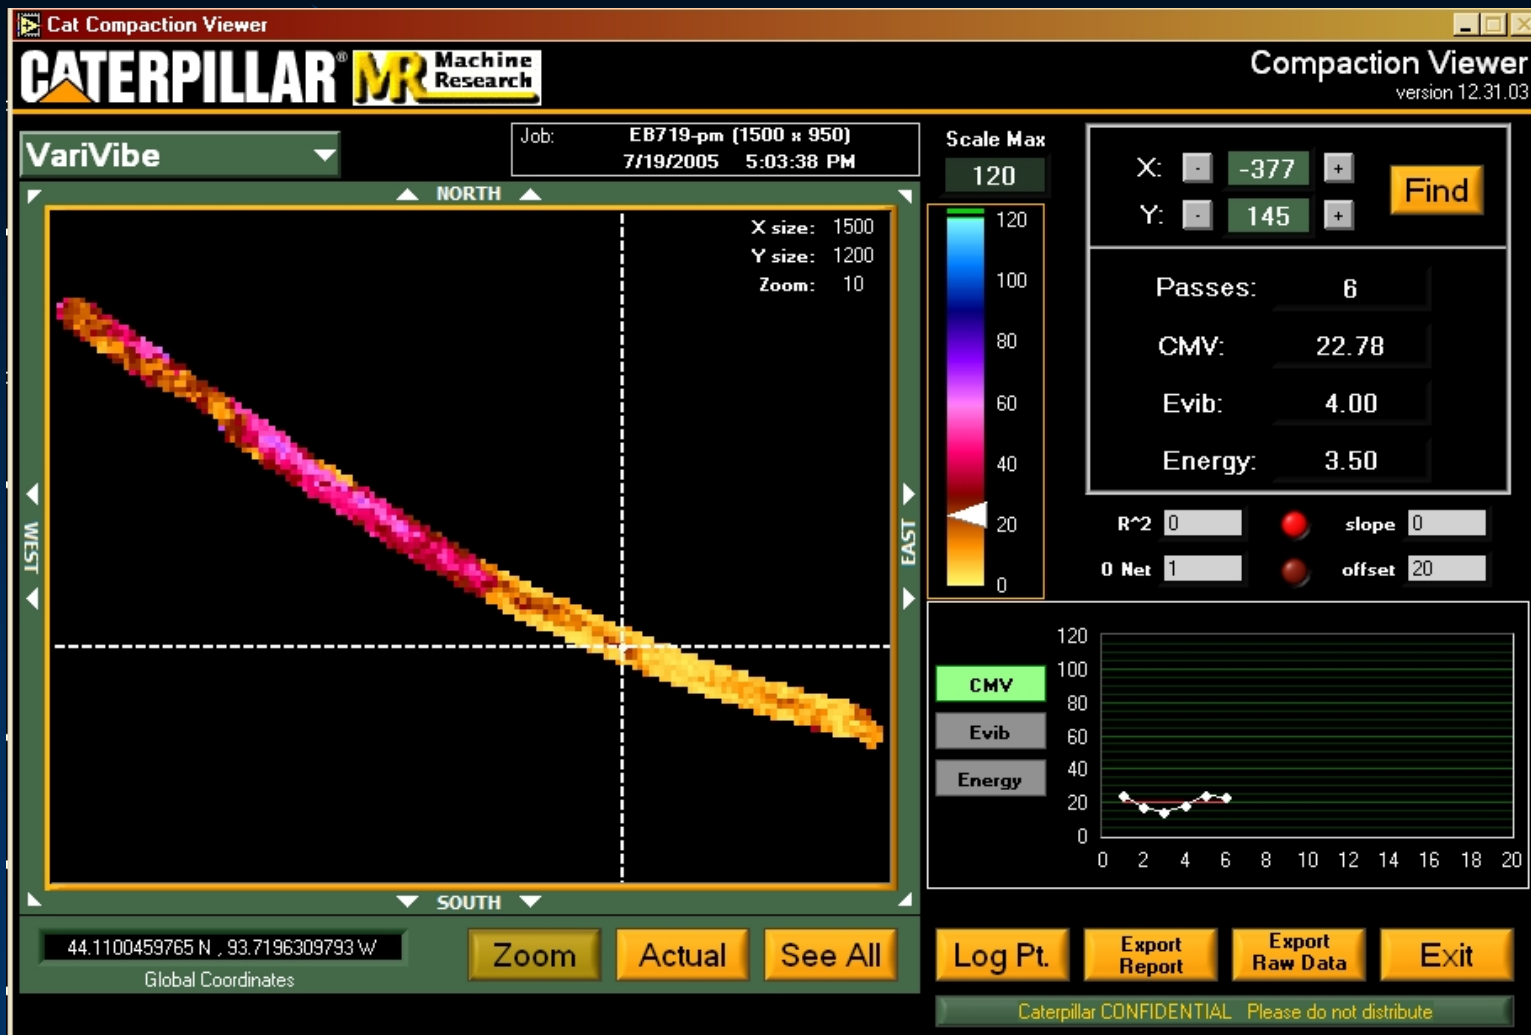 Cat Compaction Viewer
CATERPILLAR® MR Machine Research
Compaction Viewer
version 12.31.03
VariVibe
Job: EB719-pm (1500 x 950)
7/19/2005 5:03:38 PM
Scale Max
120
X: - -377 +
Y: - 145 +
Find
NORTH
X size: 1500
Y size: 1200
Zoom: 10
WEST
EAST
120
100
80
60
40
20
0
Passes: 6
CMV: 22.78
Evib: 4.00
Energy: 3.50
R^2 0 slope 0
0 Net 1 offset 20
CMV
Evib
Energy
120
100
80
60
40
20
0
0 2 4 6 8 10 12 14 16 18 20
SOUTH
44.1100459765 N , 93.7196309793 W
Global Coordinates
Zoom
Actual
See All
Log Pt.
Export Report
Export Raw Data
Exit
Caterpillar CONFIDENTIAL Please do not distribute